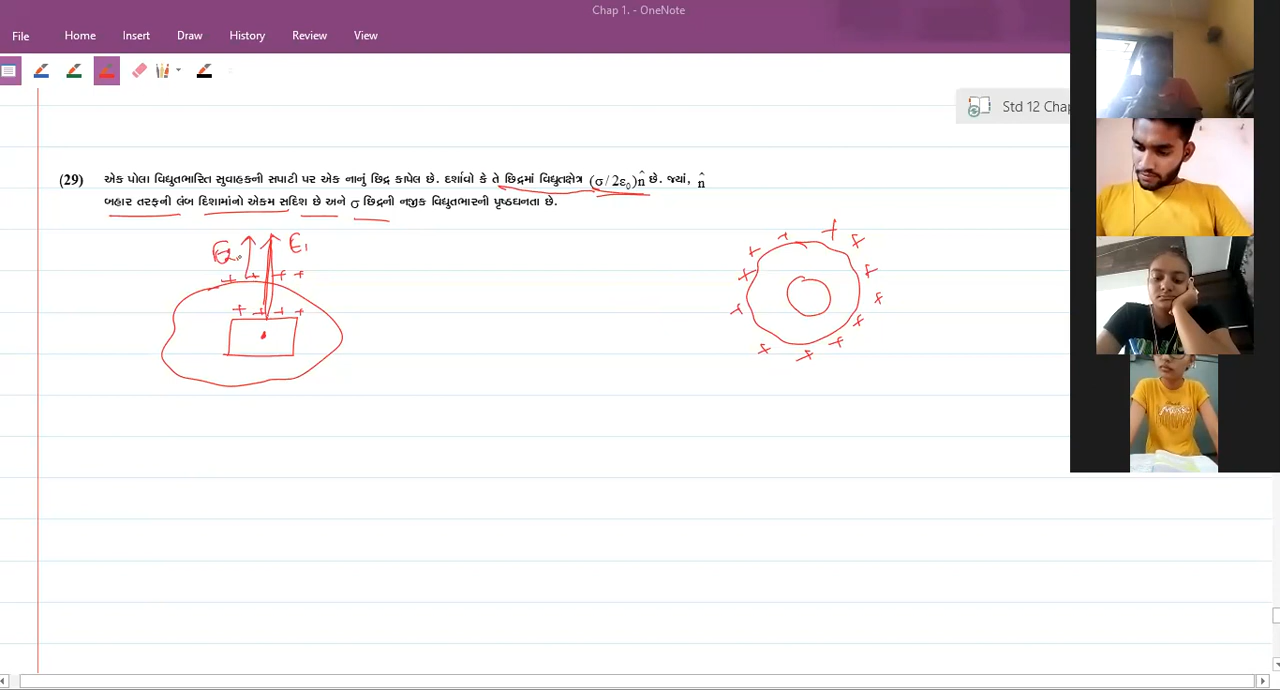 Chap 1. - OneNote
File Home Insert Draw History Review View
Std 12 Chap
(29) એક પોલા વિદ્યુતભારિત સુવાહકની સપાટી પર એક નાનું છિદ્ર કાપેલ છે. દર્શાવો કે તે છિદ્રમાં વિદ્યુતક્ષેત્ર (σ/2ε₀)n̂ છે. જ્યાં, n̂
બહાર તરફની લંબ દિશામાંનો એકમ સદિશ છે અને σ છિદ્રની નજીક વિદ્યુતભારની પૃષ્ઠઘનતા છે.
E2 E1
+ + + +
+ + + +
+ + + + + + + + + + + + +